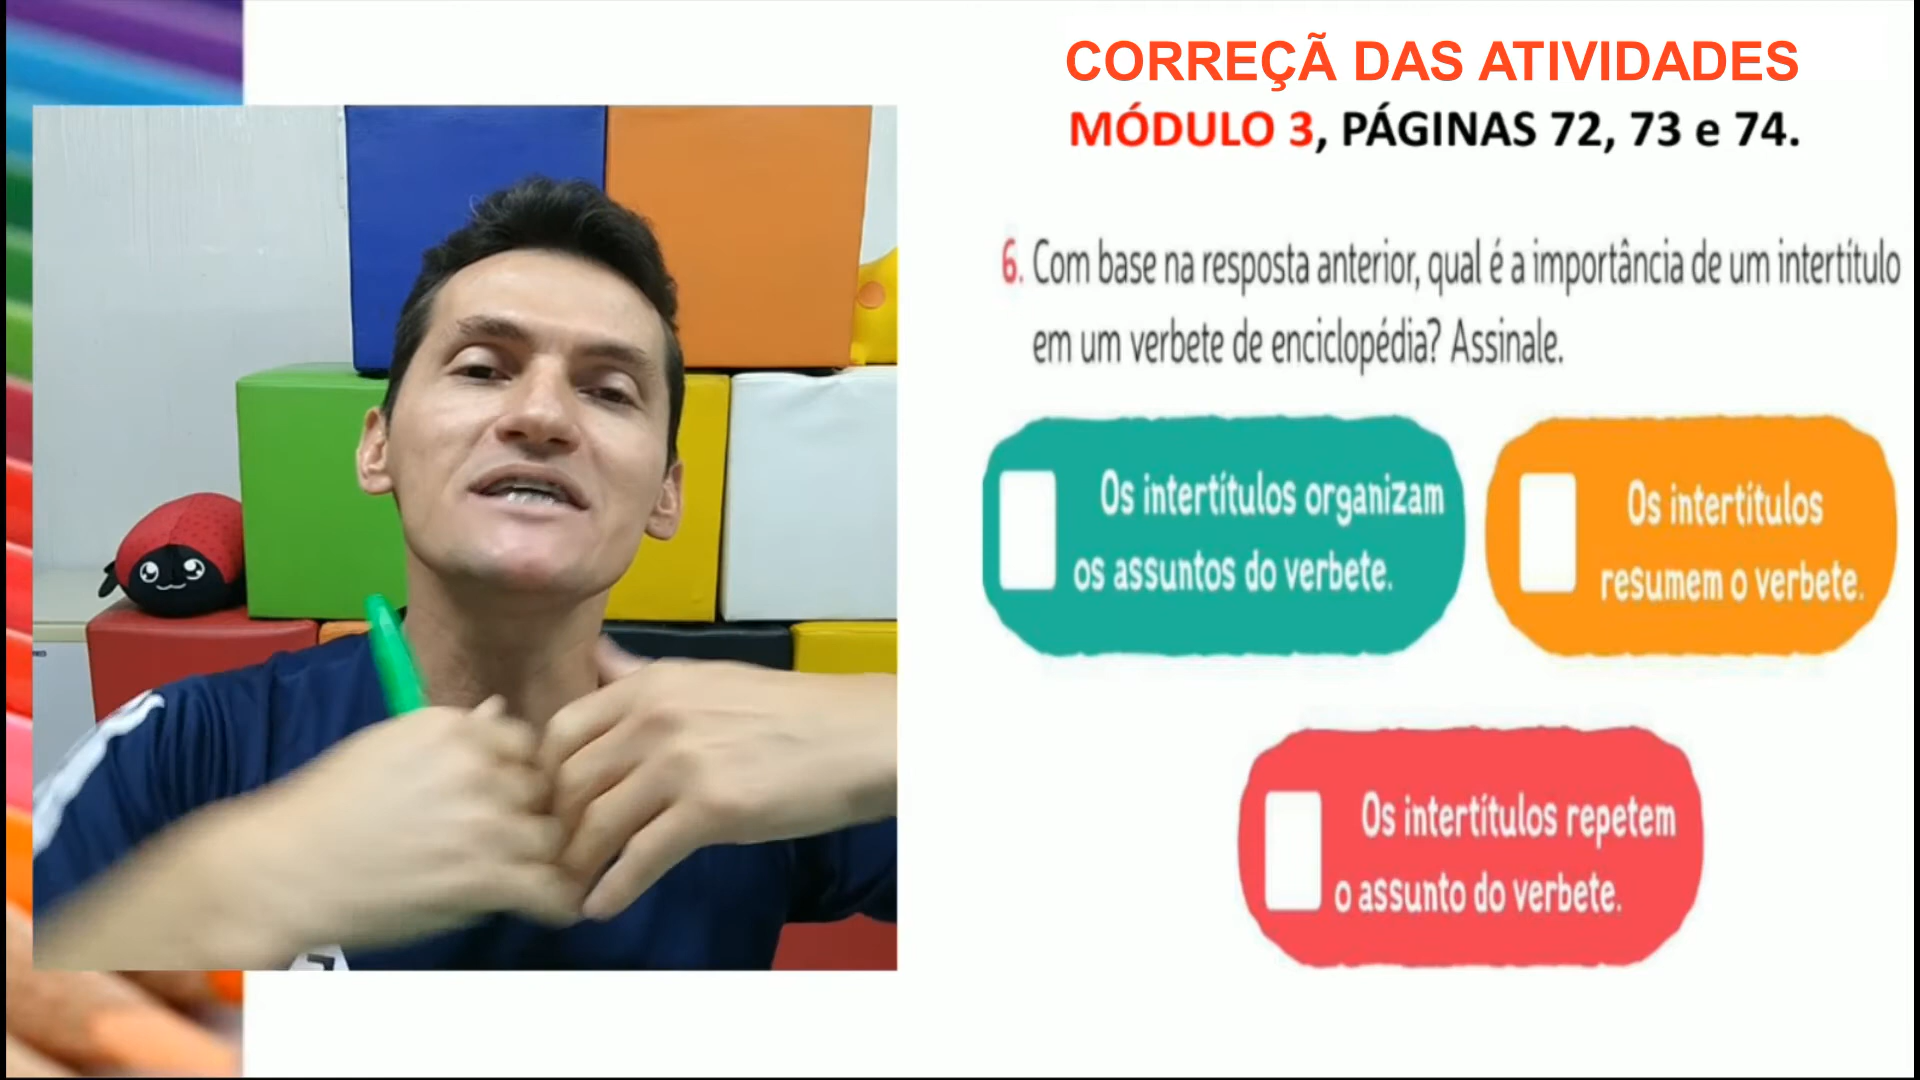 CORREÇÃ DAS ATIVIDADES
MÓDULO 3, PÁGINAS 72, 73 e 74.
6. Com base na resposta anterior, qual é a importância de um intertítulo
em um verbete de enciclopédia? Assinale.
Os intertítulos organizam
os assuntos do verbete.
Os intertítulos
resumem o verbete.
Os intertítulos repetem
o assunto do verbete.